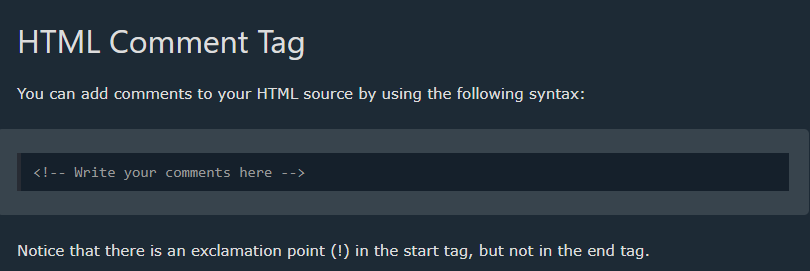 HTML Comment Tag
You can add comments to your HTML source by using the following syntax:
<!-- Write your comments here -->
Notice that there is an exclamation point (!) in the start tag, but not in the end tag.